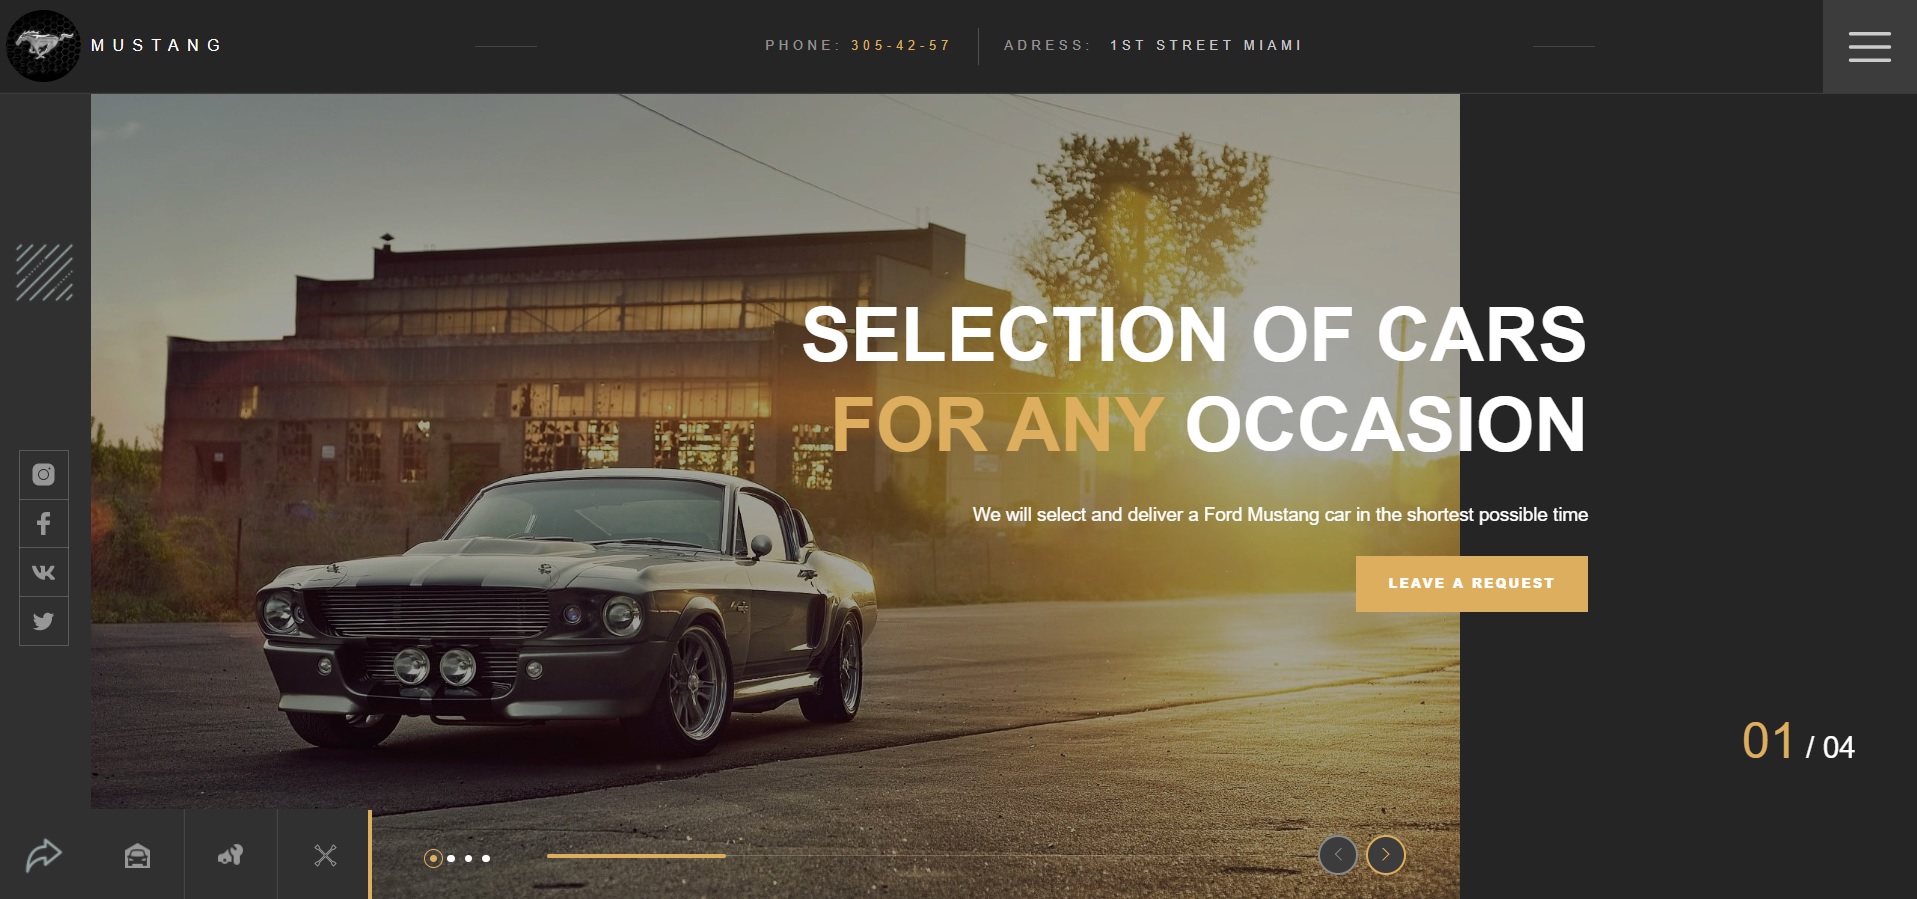 MUSTANG
PHONE: 305-42-57
ADRESS: 1ST STREET MIAMI
SELECTION OF CARS
FOR ANY OCCASION
We will select and deliver a Ford Mustang car in the shortest possible time
LEAVE A REQUEST
01 / 04